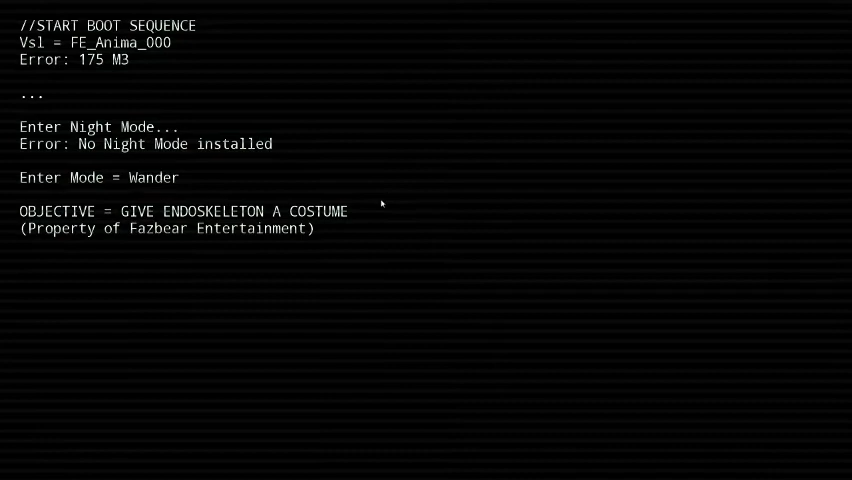 //START BOOT SEQUENCE
Vsl = FE_Anima_000
Error: 175 M3
...
Enter Night Mode...
Error: No Night Mode installed
Enter Mode = Wander
OBJECTIVE = GIVE ENDOSKELETON A COSTUME
(Property of Fazbear Entertainment)